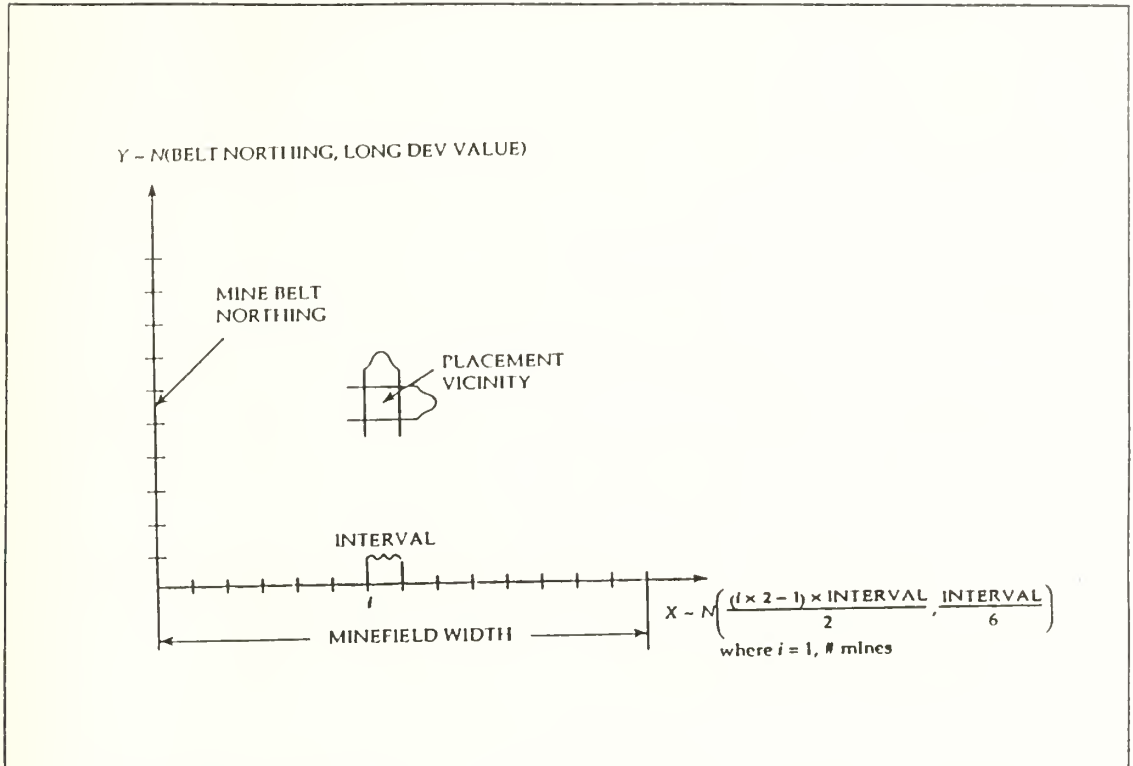 Y ~ N(BELT NORTHING, LONG DEV VALUE)
MINE BELT
NORTHING
PLACEMENT
VICINITY
INTERVAL
i
MINEFIELD WIDTH
X ~ N((i × 2 − 1) × INTERVAL / 2, INTERVAL / 6)
where i = 1, # mines